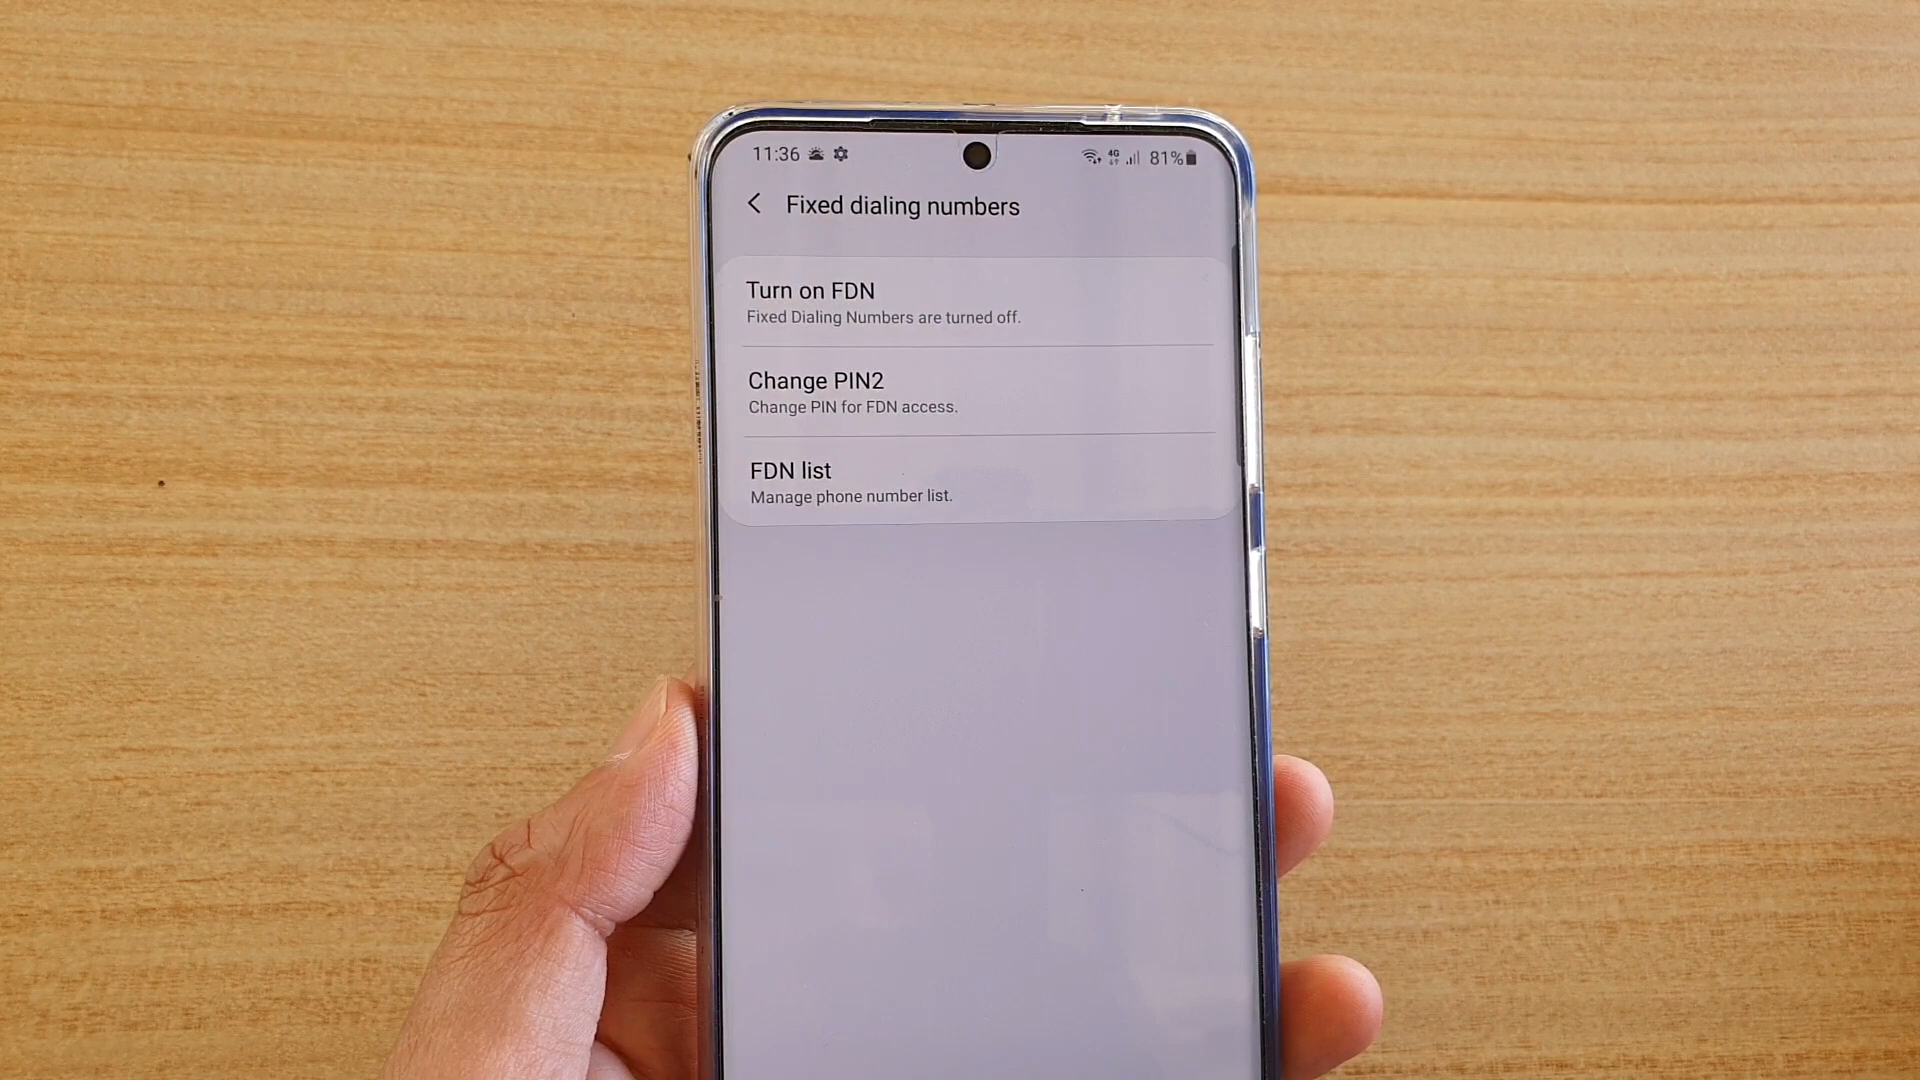 11:36 4G 81%
Fixed dialing numbers
Turn on FDN
Fixed Dialing Numbers are turned off.
Change PIN2
Change PIN for FDN access.
FDN list
Manage phone number list.